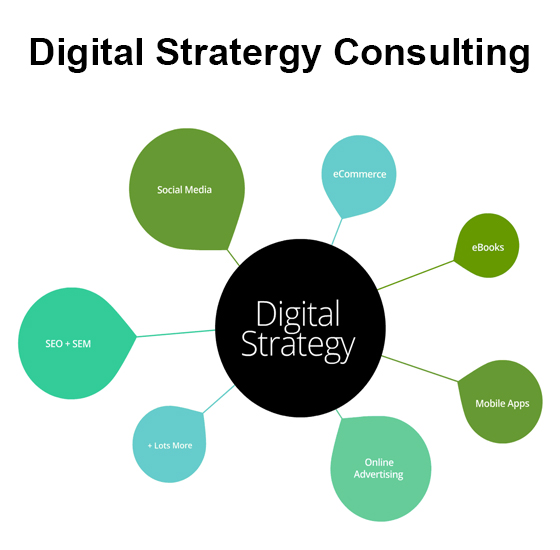 Digital Stratergy Consulting
Social Media
eCommerce
eBooks
Digital
Strategy
SEO + SEM
Mobile Apps
+ Lots More
Online
Advertising